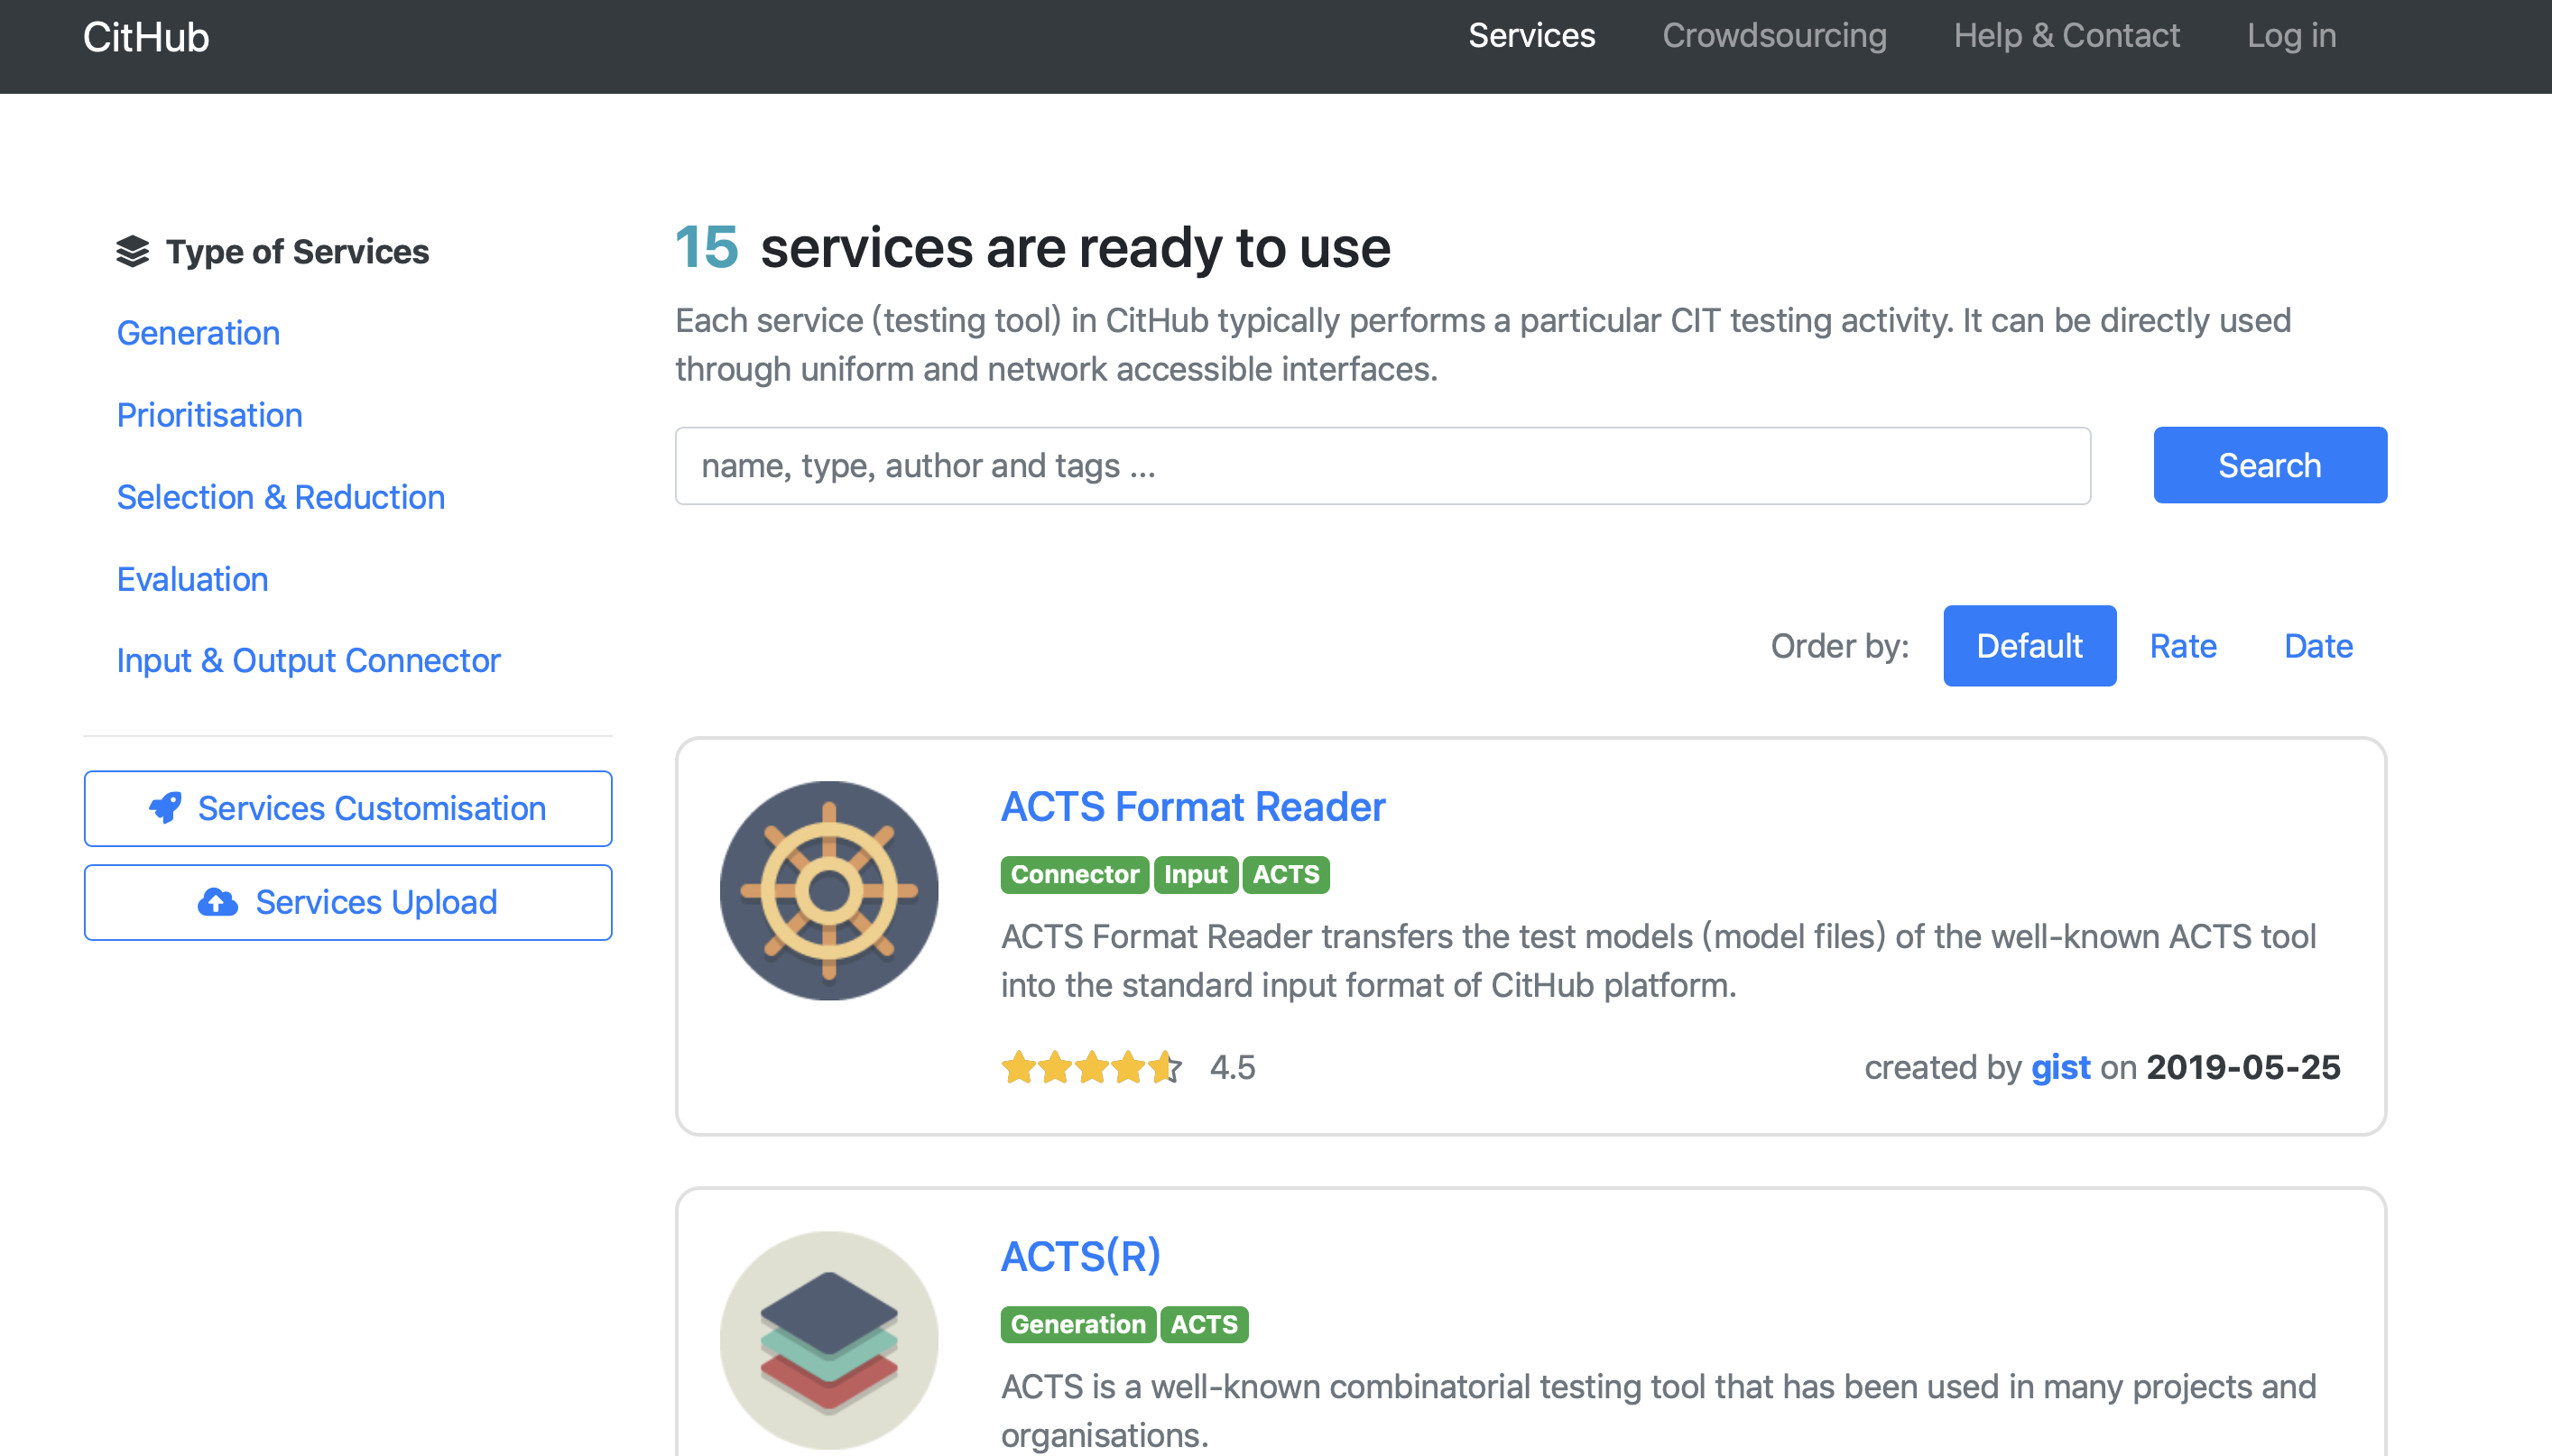 CitHub
Services
Crowdsourcing
Help & Contact
Log in
Type of Services
Generation
Prioritisation
Selection & Reduction
Evaluation
Input & Output Connector
Services Customisation
Services Upload
15 services are ready to use
Each service (testing tool) in CitHub typically performs a particular CIT testing activity. It can be directly used
through uniform and network accessible interfaces.
name, type, author and tags ...
Search
Order by:
Default
Rate
Date
ACTS Format Reader
Connector Input ACTS
ACTS Format Reader transfers the test models (model files) of the well-known ACTS tool
into the standard input format of CitHub platform.
4.5
created by gist on 2019-05-25
ACTS(R)
Generation ACTS
ACTS is a well-known combinatorial testing tool that has been used in many projects and
organisations.